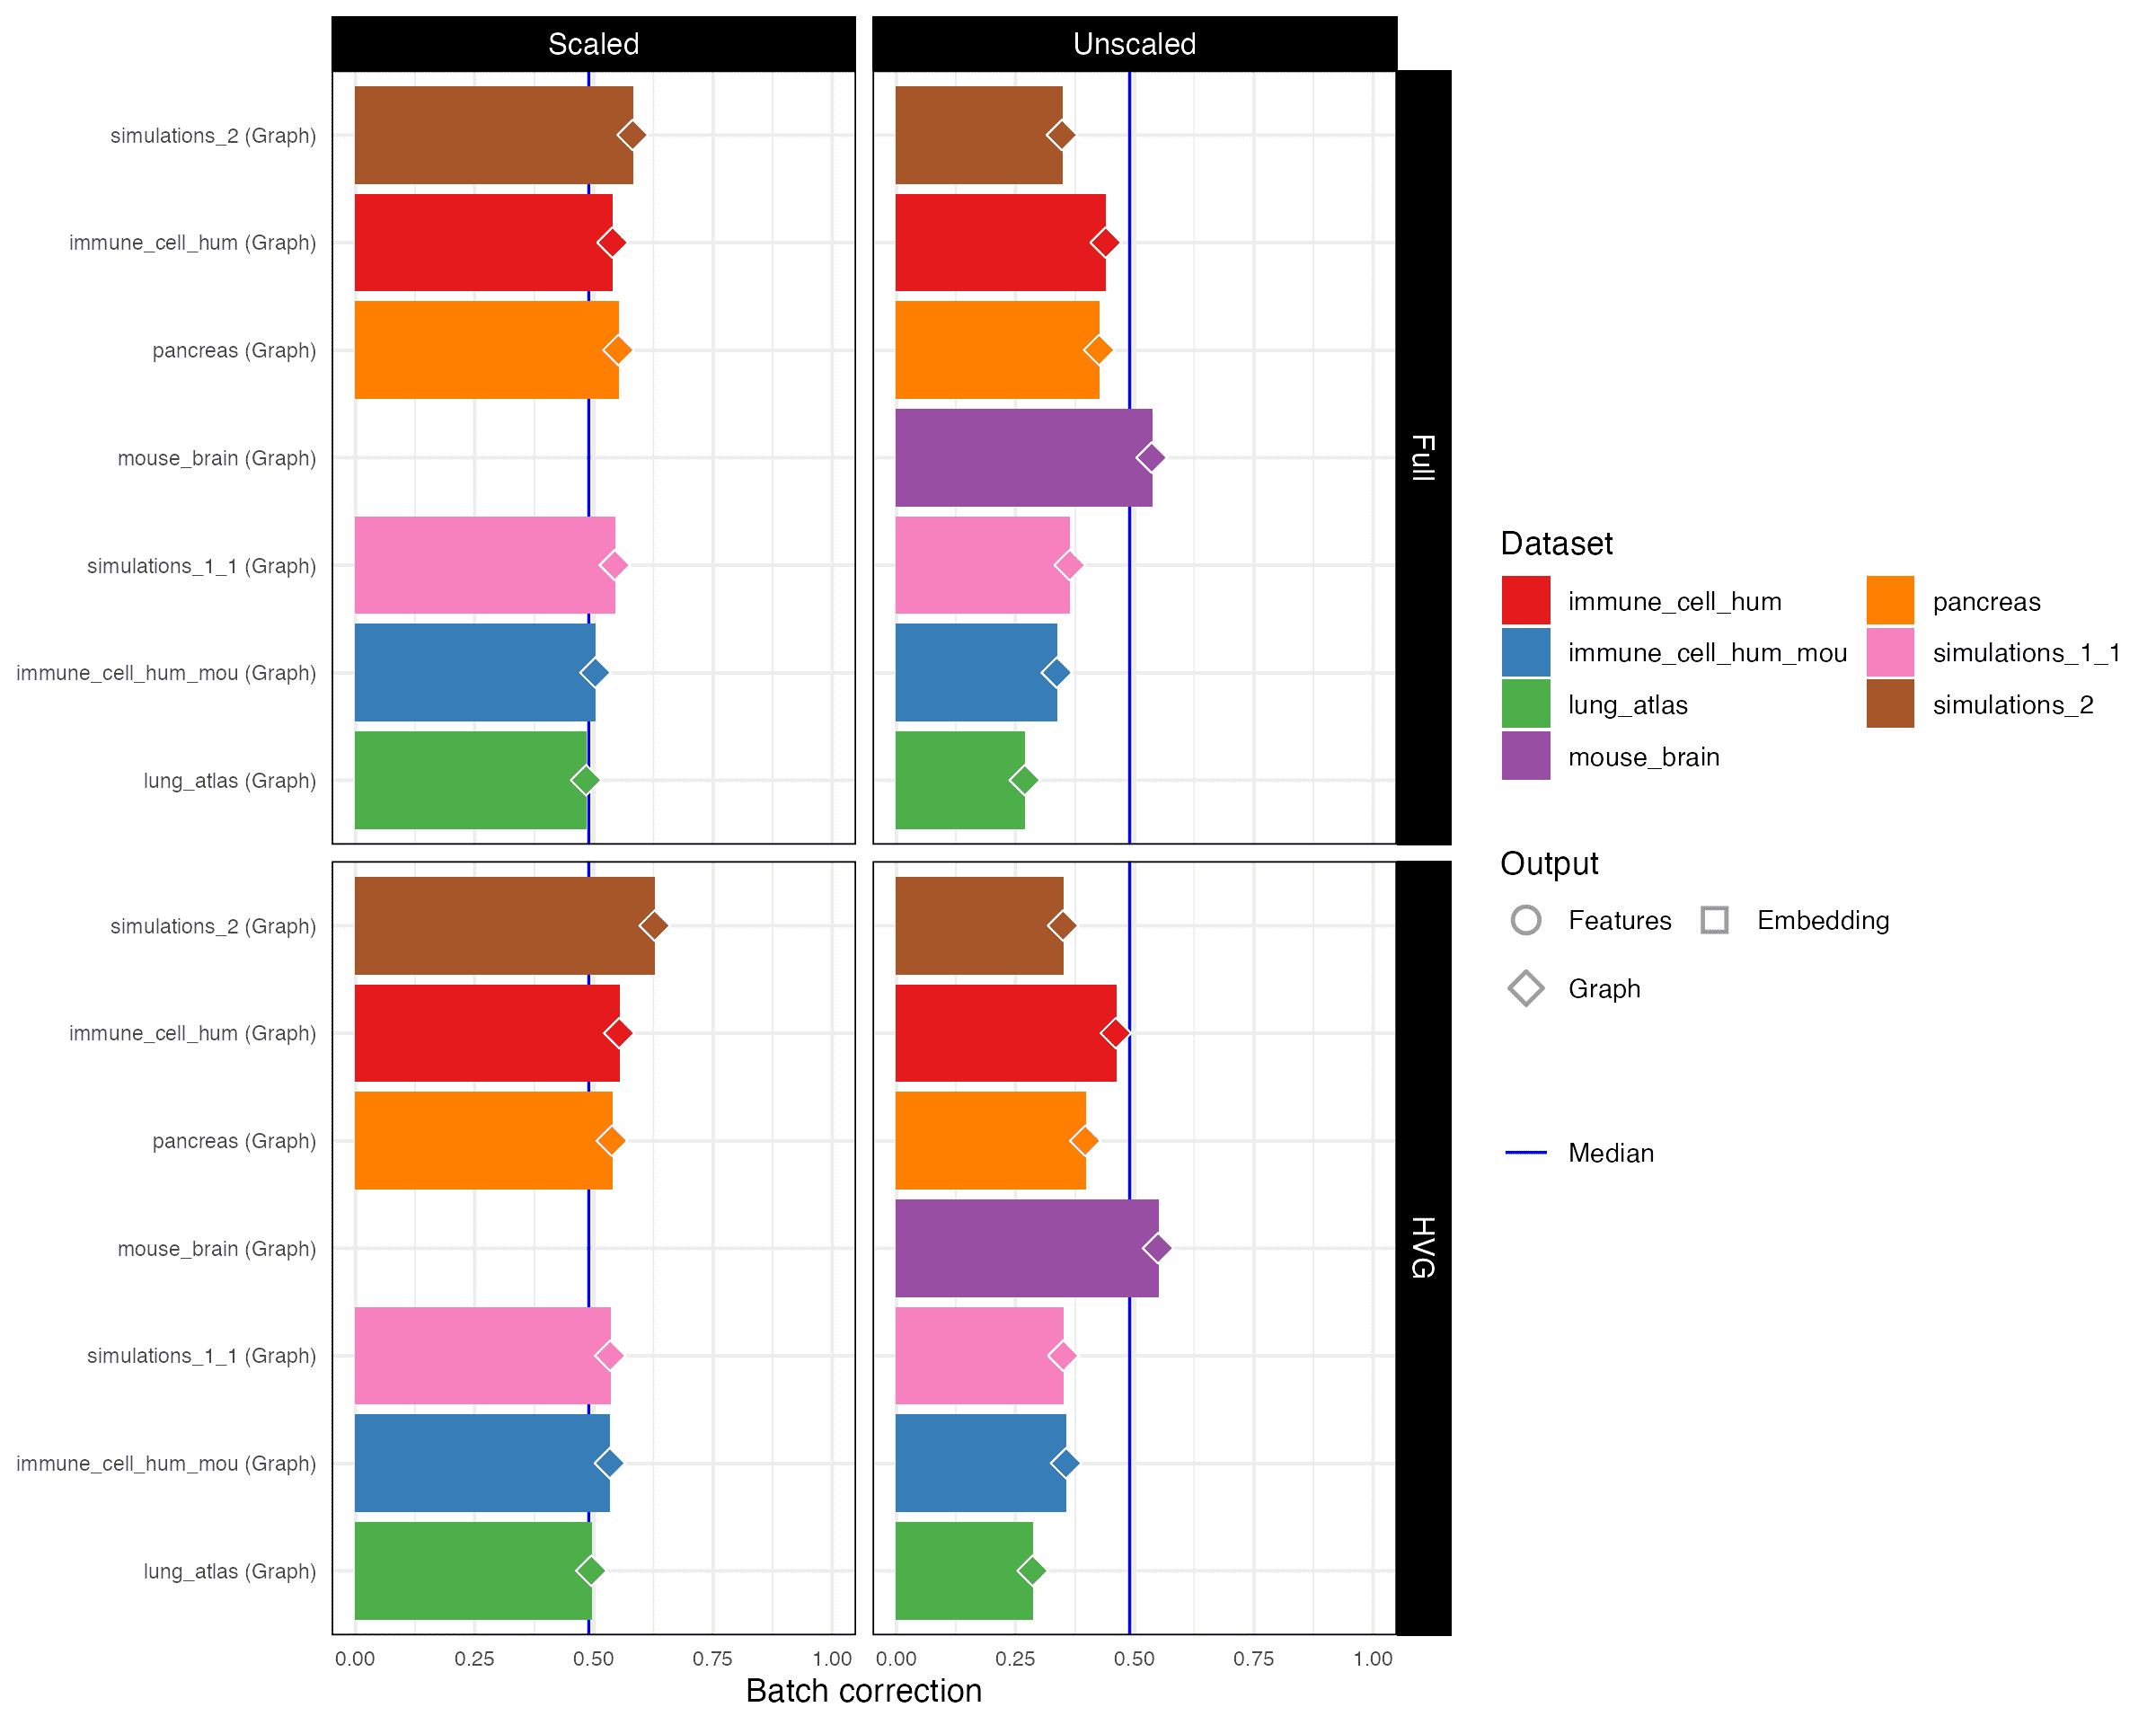 Scaled
Unscaled
simulations_2 (Graph)
immune_cell_hum (Graph)
pancreas (Graph)
mouse_brain (Graph)
simulations_1_1 (Graph)
immune_cell_hum_mou (Graph)
lung_atlas (Graph)
Full
simulations_2 (Graph)
immune_cell_hum (Graph)
pancreas (Graph)
mouse_brain (Graph)
simulations_1_1 (Graph)
immune_cell_hum_mou (Graph)
lung_atlas (Graph)
HVG
0.00 0.25 0.50 0.75 1.00
0.00 0.25 0.50 0.75 1.00
Batch correction
Dataset
immune_cell_hum
immune_cell_hum_mou
lung_atlas
mouse_brain
pancreas
simulations_1_1
simulations_2
Output
Features
Embedding
Graph
Median